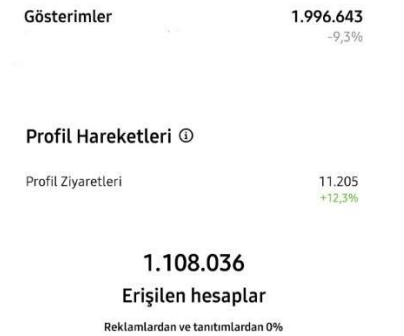 Gösterimler 1.996.643
-9,3%
Profil Hareketleri ⓘ
Profil Ziyaretleri 11.205
+12,3%
1.108.036
Erişilen hesaplar
Reklamlardan ve tanıtımlardan 0%